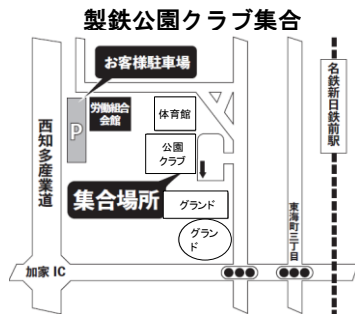 製鉄公園クラブ集合
お客様駐車場
労働組合
会館
体育館
P
公園
クラブ
西知多産業道
集合場所
グランド
グラン
ド
東海町三丁目
名鉄新日鉄前駅
加家 IC